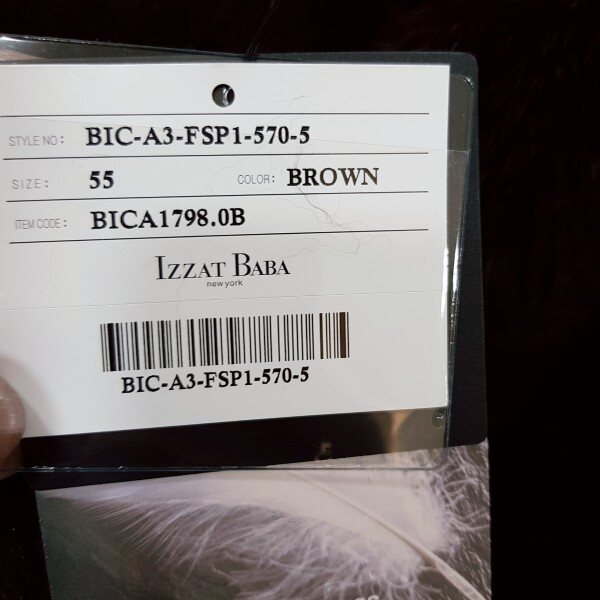 STYLE NO: BIC-A3-FSP1-570-5
SIZE: 55 COLOR: BROWN
ITEM CODE: BICA1798.0B
IZZAT BABA
new york
BIC-A3-FSP1-570-5